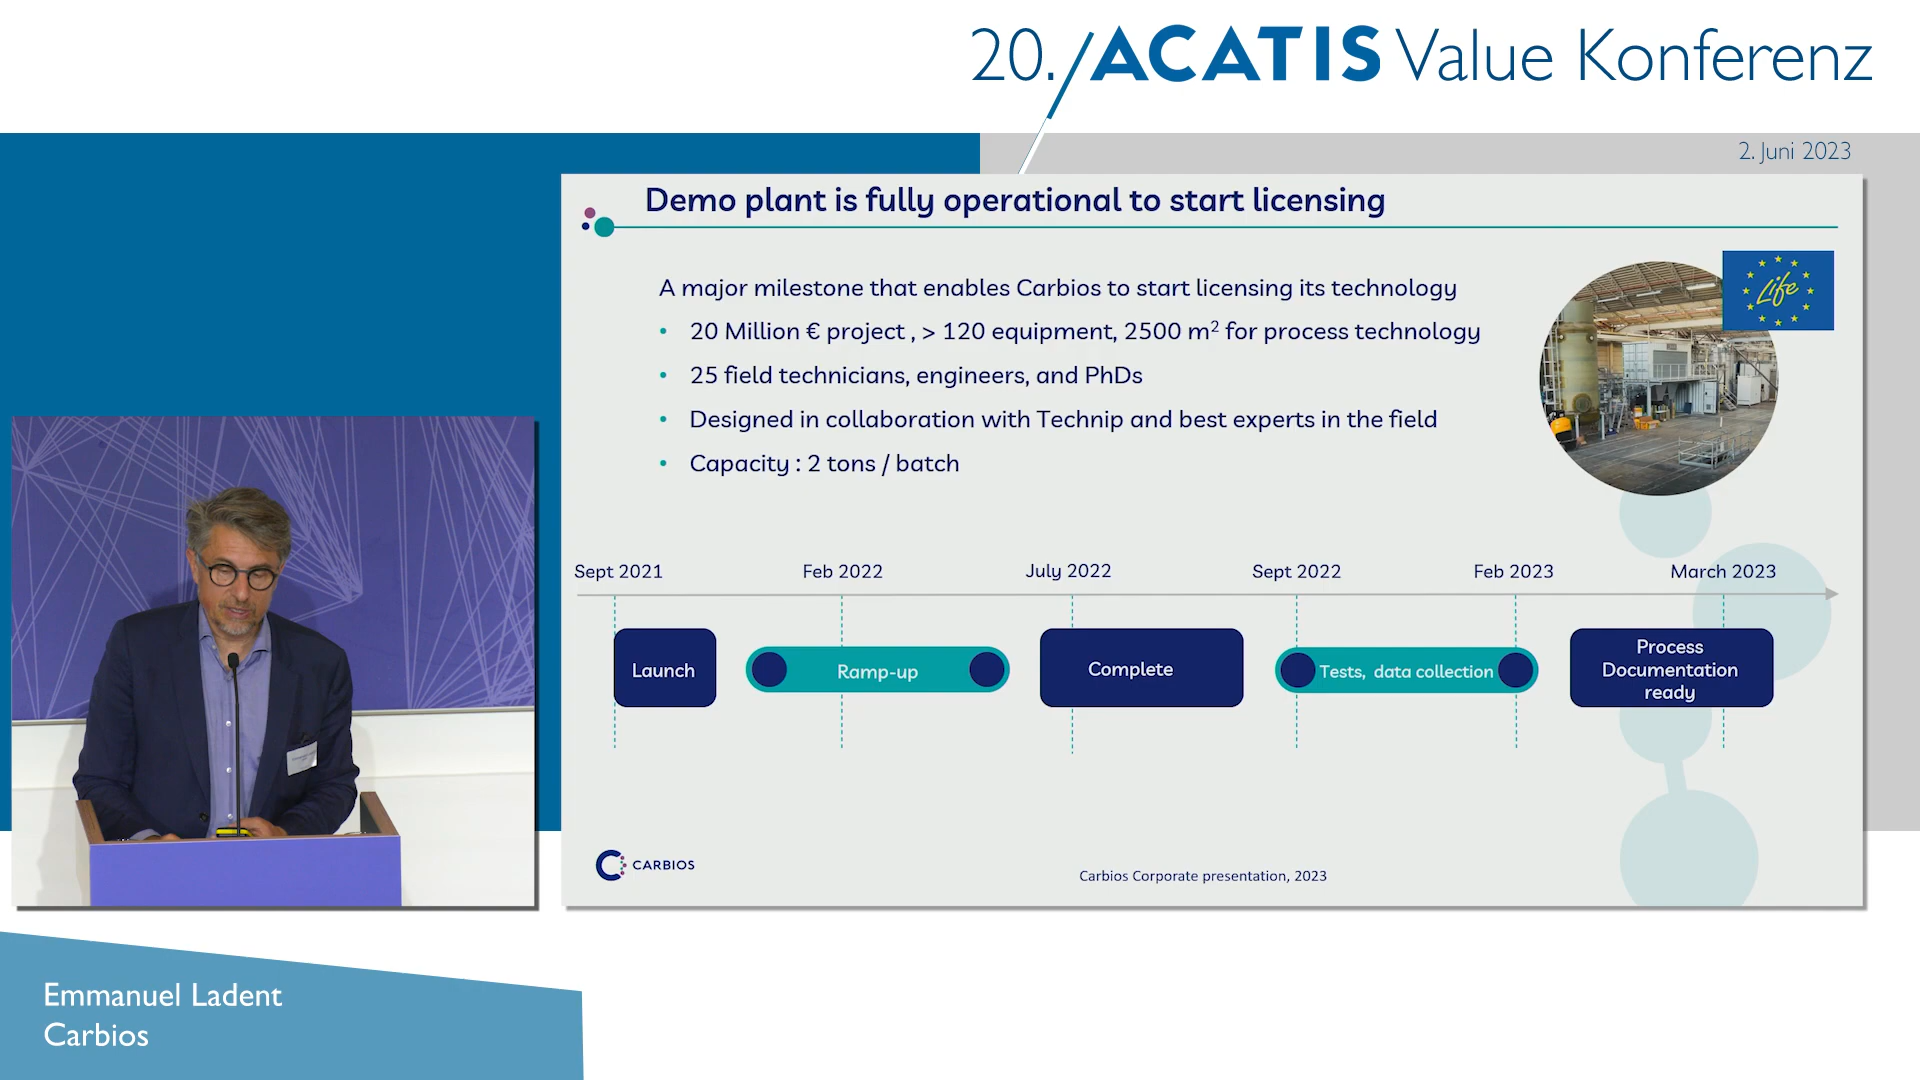 20. ACATIS Value Konferenz
2. Juni 2023
Demo plant is fully operational to start licensing
A major milestone that enables Carbios to start licensing its technology
• 20 Million € project , > 120 equipment, 2500 m² for process technology
• 25 field technicians, engineers, and PhDs
• Designed in collaboration with Technip and best experts in the field
• Capacity : 2 tons / batch
Life
Sept 2021
Feb 2022
July 2022
Sept 2022
Feb 2023
March 2023
Launch
Ramp-up
Complete
Tests, data collection
Process
Documentation
ready
CARBIOS
Carbios Corporate presentation, 2023
Emmanuel Ladent
Carbios